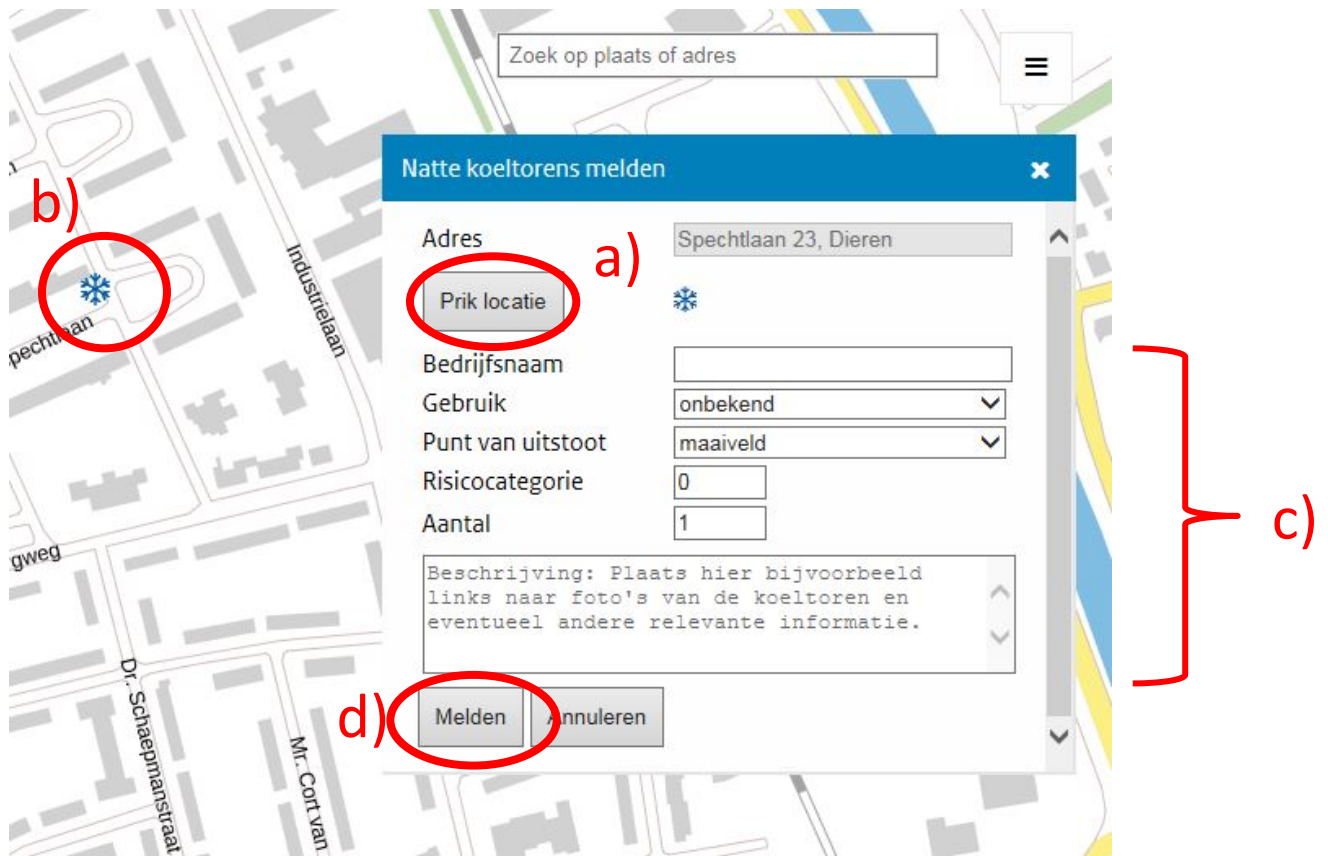 Zoek op plaats of adres
≡
Natte koeltorens melden
×
b)
Adres
Spechtlaan 23, Dieren
a)
Prik locatie
Industrielaan
pechtlaan
Bedrijfsnaam
Gebruik
onbekend
Punt van uitstoot
maaiveld
Risicocategorie
0
Aantal
1
c)
gweg
Beschrijving: Plaats hier bijvoorbeeld
links naar foto's van de koeltoren en
eventueel andere relevante informatie.
Dr. Schaepmanstraat
d)
Melden
Annuleren
Mr. Cort van